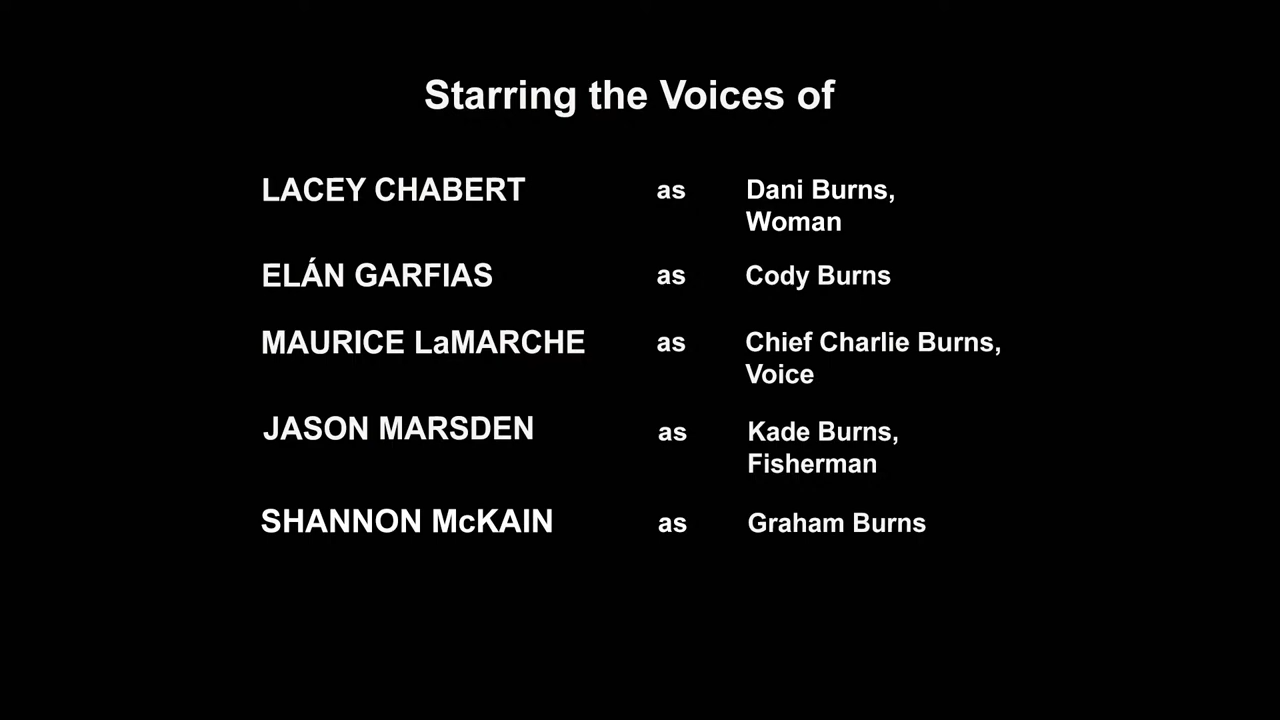 Starring the Voices of
LACEY CHABERT as Dani Burns,
Woman
ELÁN GARFIAS as Cody Burns
MAURICE LaMARCHE as Chief Charlie Burns,
Voice
JASON MARSDEN as Kade Burns,
Fisherman
SHANNON McKAIN as Graham Burns